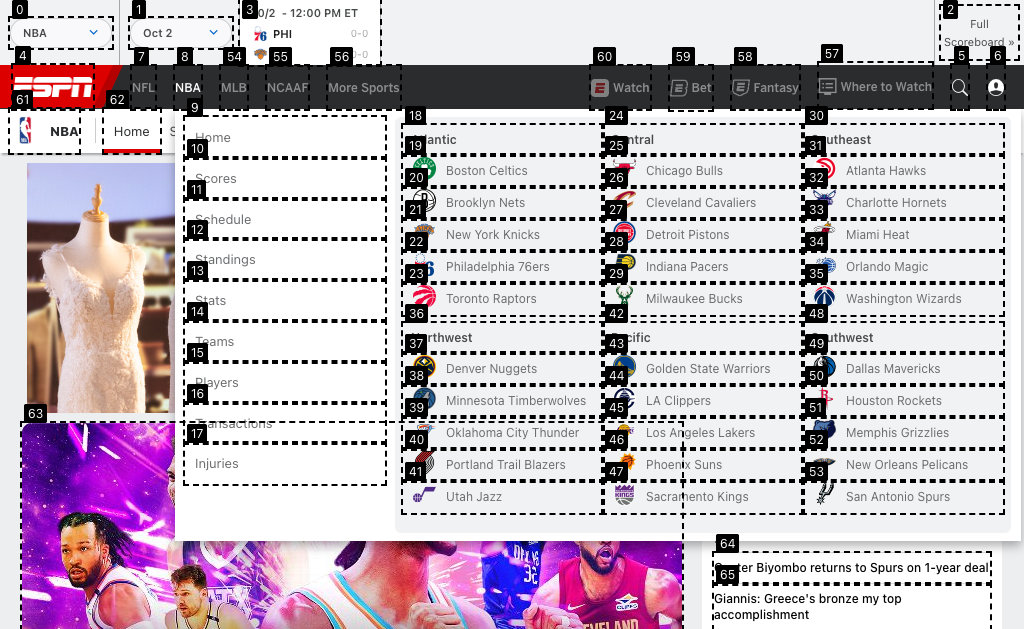 0
NBA
1
Oct 2
3
0/2 - 12:00 PM ET
PHI 0-0
0-0
2
Full
Scoreboard »
4
ESPN
7
NFL
8
NBA
54
MLB
55
NCAAF
56
More Sports
60
Watch
59
Bet
58
Fantasy
57
Where to Watch
5
6
61
NBA
62
Home
S
9
Home
10
Scores
11
Schedule
12
Standings
13
Stats
14
Teams
15
Players
16
Transactions
17
Injuries
18
Atlantic
19
Boston Celtics
20
Brooklyn Nets
21
New York Knicks
22
Philadelphia 76ers
23
Toronto Raptors
24
Central
25
Chicago Bulls
26
Cleveland Cavaliers
27
Detroit Pistons
28
Indiana Pacers
29
Milwaukee Bucks
30
Southeast
31
Atlanta Hawks
32
Charlotte Hornets
33
Miami Heat
34
Orlando Magic
35
Washington Wizards
36
Northwest
37
Denver Nuggets
38
Minnesota Timberwolves
39
Oklahoma City Thunder
40
Portland Trail Blazers
41
Utah Jazz
42
Pacific
43
Golden State Warriors
44
LA Clippers
45
Los Angeles Lakers
46
Phoenix Suns
47
Sacramento Kings
48
Southwest
49
Dallas Mavericks
50
Houston Rockets
51
Memphis Grizzlies
52
New Orleans Pelicans
53
San Antonio Spurs
63
64
Center Biyombo returns to Spurs on 1-year deal
65
Giannis: Greece's bronze my top
accomplishment
32
CLIFFS
CLEVELAND